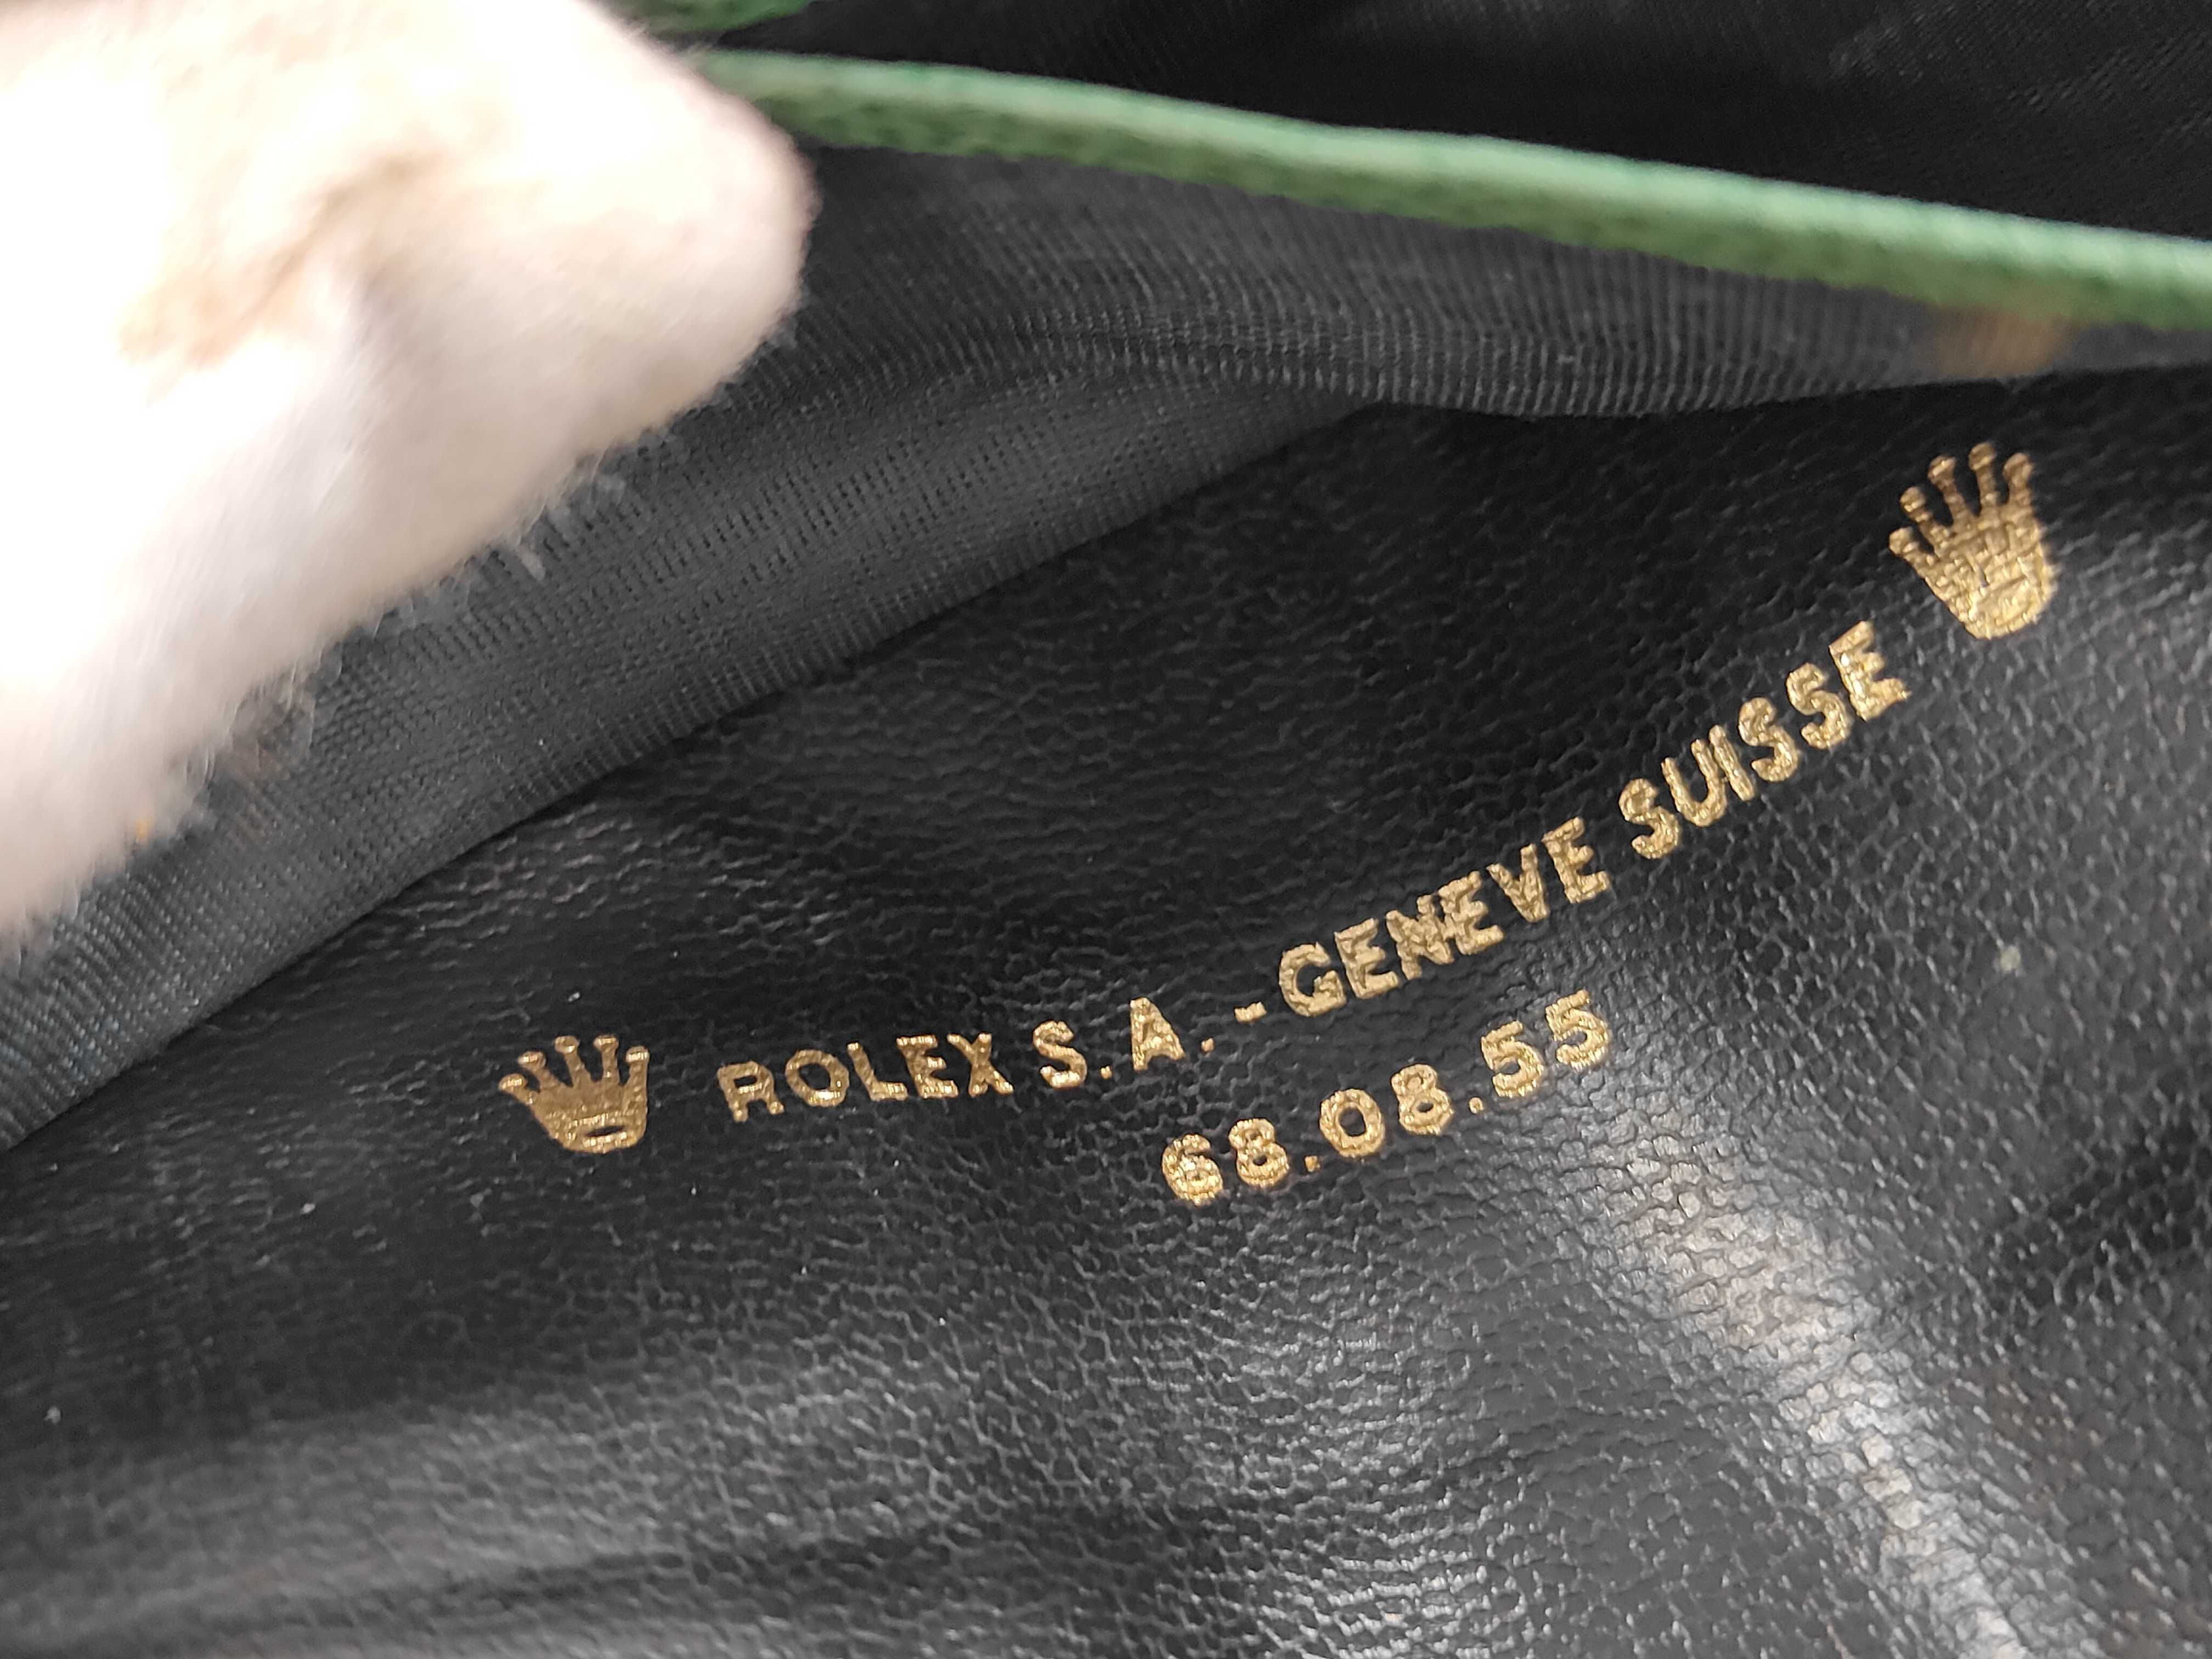 ROLEX S.A.-GENEVE SUISSE
68.08.55